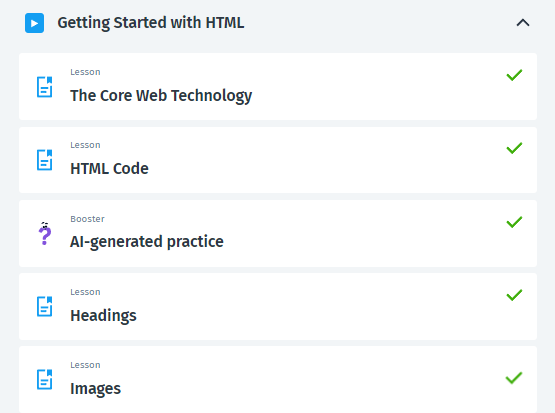 Getting Started with HTML
Lesson
The Core Web Technology
Lesson
HTML Code
Booster
AI-generated practice
Lesson
Headings
Lesson
Images